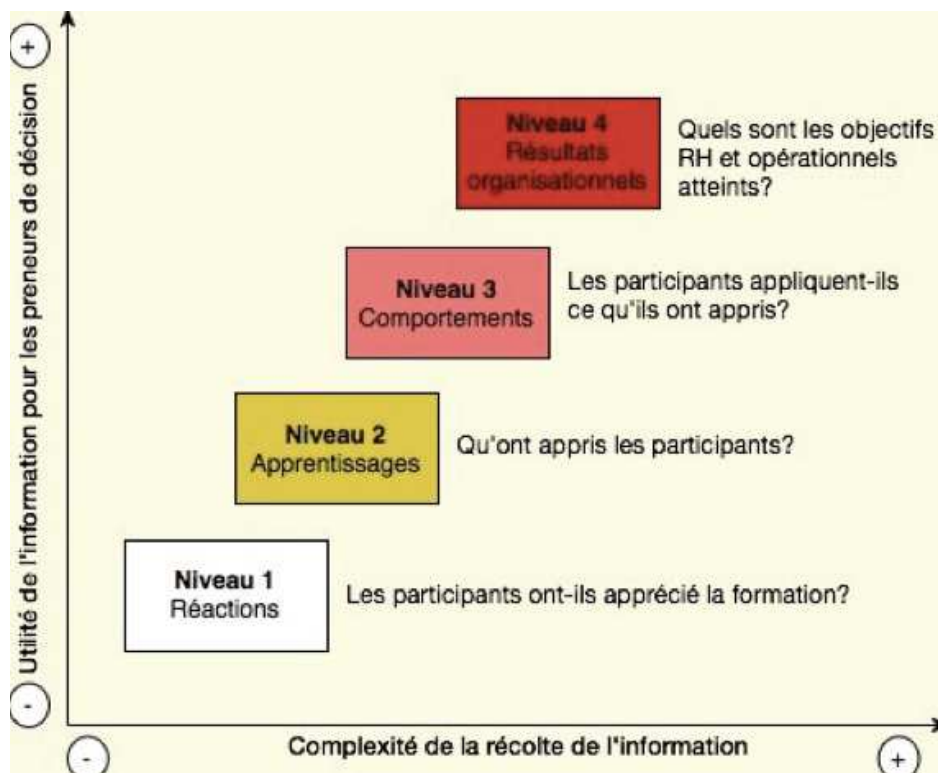 +
Utilité de l'information pour les preneurs de décision
-
Niveau 4
Résultats
organisationnels
Quels sont les objectifs
RH et opérationnels
atteints?
Niveau 3
Comportements
Les participants appliquent-ils
ce qu'ils ont appris?
Niveau 2
Apprentissages
Qu'ont appris les participants?
Niveau 1
Réactions
Les participants ont-ils apprécié la formation?
-
Complexité de la récolte de l'information
+